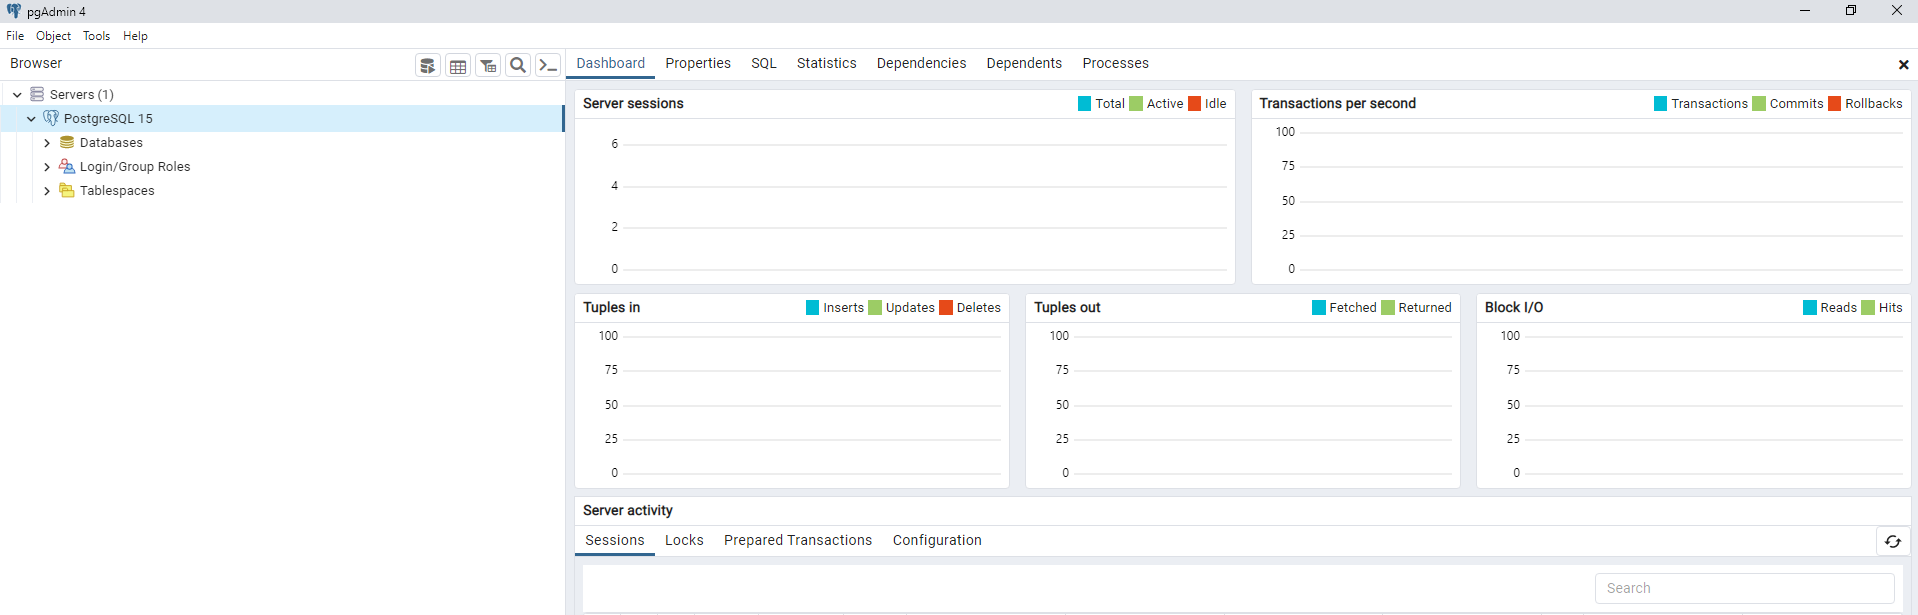 pgAdmin 4
File Object Tools Help
Browser
Dashboard Properties SQL Statistics Dependencies Dependents Processes
Servers (1)
PostgreSQL 15
Databases
Login/Group Roles
Tablespaces
Server sessions Total Active Idle
6
4
2
0
Transactions per second Transactions Commits Rollbacks
100
75
50
25
0
Tuples in Inserts Updates Deletes
100
75
50
25
0
Tuples out Fetched Returned
100
75
50
25
0
Block I/O Reads Hits
100
75
50
25
0
Server activity
Sessions Locks Prepared Transactions Configuration
Search